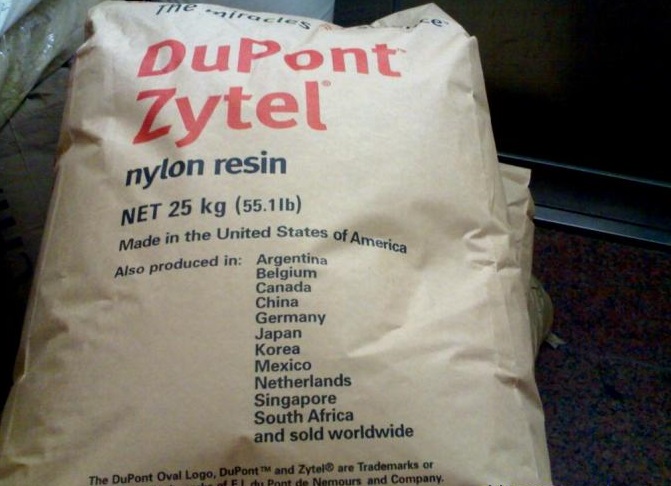 The miracles science
DuPont
Zytel®
nylon resin
NET 25 kg (55.1lb)
Made in the United States of America
Also produced in: Argentina
Belgium
Canada
China
Germany
Japan
Korea
Mexico
Netherlands
Singapore
South Africa
and sold worldwide
The DuPont Oval Logo, DuPont™ and Zytel® are Trademarks or
of E.I. du Pont de Nemours and Company.